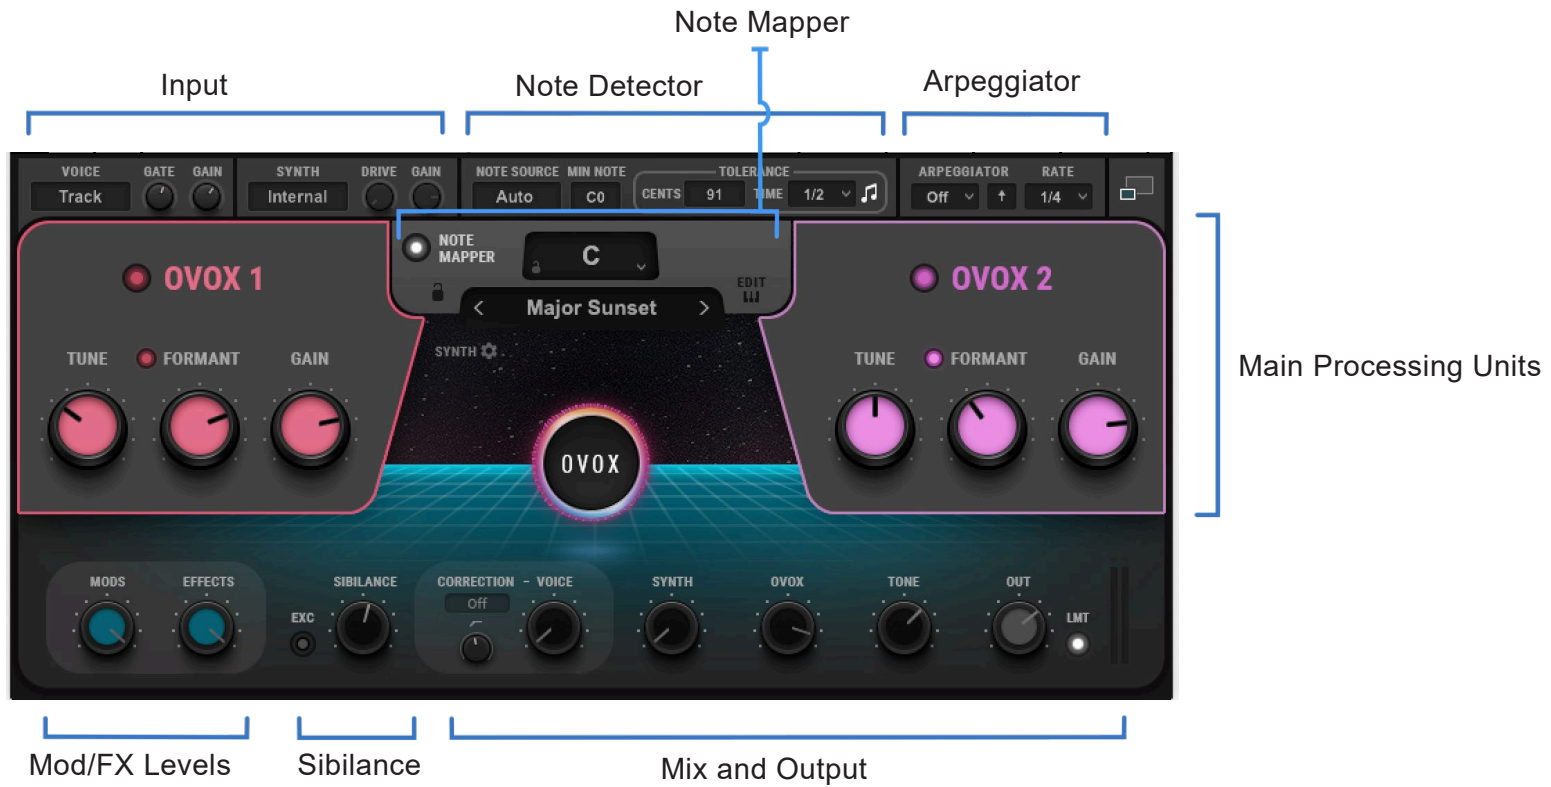 Note Mapper
Input
Note Detector
Arpeggiator
VOICE GATE GAIN SYNTH DRIVE GAIN NOTE SOURCE MIN NOTE TOLERANCE ARPEGGIATOR RATE
Track Internal Auto C0 CENTS 91 TIME 1/2 Off 1/4
NOTE
MAPPER
C
EDIT
Major Sunset
OVOX 1
OVOX 2
SYNTH
TUNE FORMANT GAIN
TUNE FORMANT GAIN
OVOX
Main Processing Units
MODS EFFECTS SIBILANCE CORRECTION - VOICE SYNTH OVOX TONE OUT
Off
EXC
LMT
Mod/FX Levels
Sibilance
Mix and Output